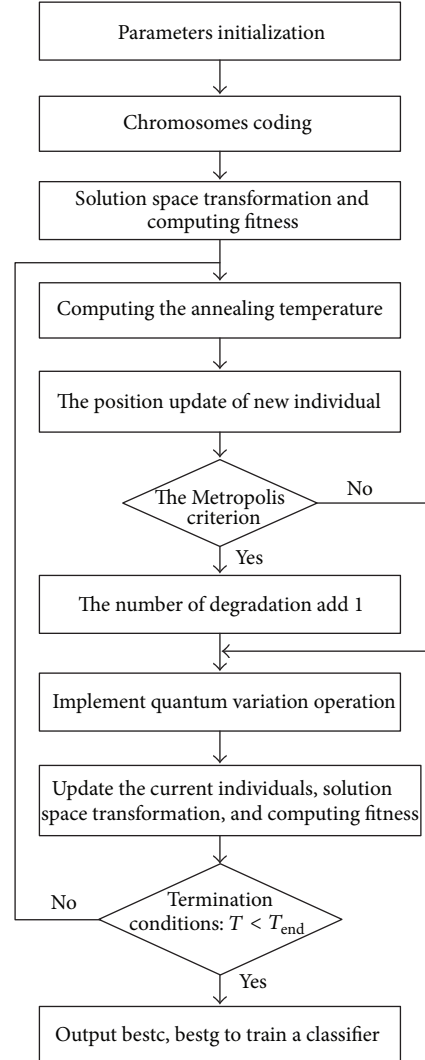 Parameters initialization
Chromosomes coding
Solution space transformation and
computing fitness
Computing the annealing temperature
The position update of new individual
The Metropolis
criterion
No
Yes
The number of degradation add 1
Implement quantum variation operation
Update the current individuals, solution
space transformation, and computing fitness
Termination
conditions: T < T_end
No
Yes
Output bestc, bestg to train a classifier